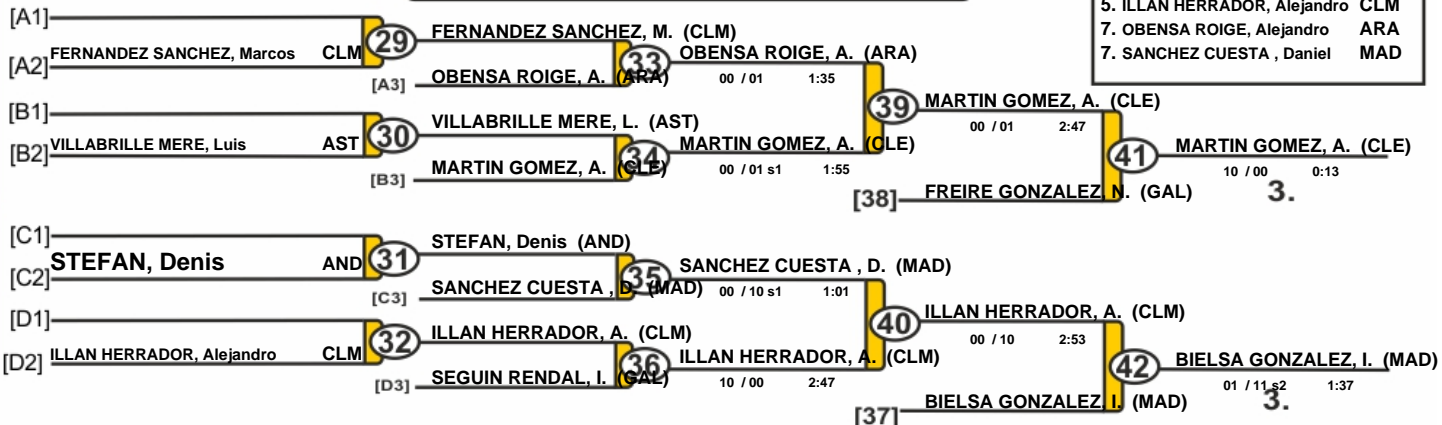 5. ILLAN HERRADOR, Alejandro CLM
7. OBENSA ROIGE, Alejandro ARA
7. SANCHEZ CUESTA , Daniel MAD
[A1]
FERNANDEZ SANCHEZ, M. (CLM)
29
[A2] FERNANDEZ SANCHEZ, Marcos CLM
33
OBENSA ROIGE, A. (ARA)
[A3] OBENSA ROIGE, A. (ARA)
00 / 01 1:35
39
MARTIN GOMEZ, A. (CLE)
00 / 01 2:47
[B1]
VILLABRILLE MERE, L. (AST)
30
[B2] VILLABRILLE MERE, Luis AST
34
MARTIN GOMEZ, A. (CLE)
[B3] MARTIN GOMEZ, A. (CLE)
00 / 01 s1 1:55
41
MARTIN GOMEZ, A. (CLE)
10 / 00 0:13
3.
[38] FREIRE GONZALEZ, N. (GAL)
[C1]
STEFAN, Denis (AND)
31
[C2] STEFAN, Denis AND
35
SANCHEZ CUESTA , D. (MAD)
[C3] SANCHEZ CUESTA , D. (MAD)
00 / 10 s1 1:01
40
ILLAN HERRADOR, A. (CLM)
00 / 10 2:53
[D1]
ILLAN HERRADOR, A. (CLM)
32
[D2] ILLAN HERRADOR, Alejandro CLM
36
ILLAN HERRADOR, A. (CLM)
[D3] SEGUIN RENDAL, I. (GAL)
10 / 00 2:47
42
BIELSA GONZALEZ, I. (MAD)
01 / 11 s2 1:37
3.
[37] BIELSA GONZALEZ, I. (MAD)